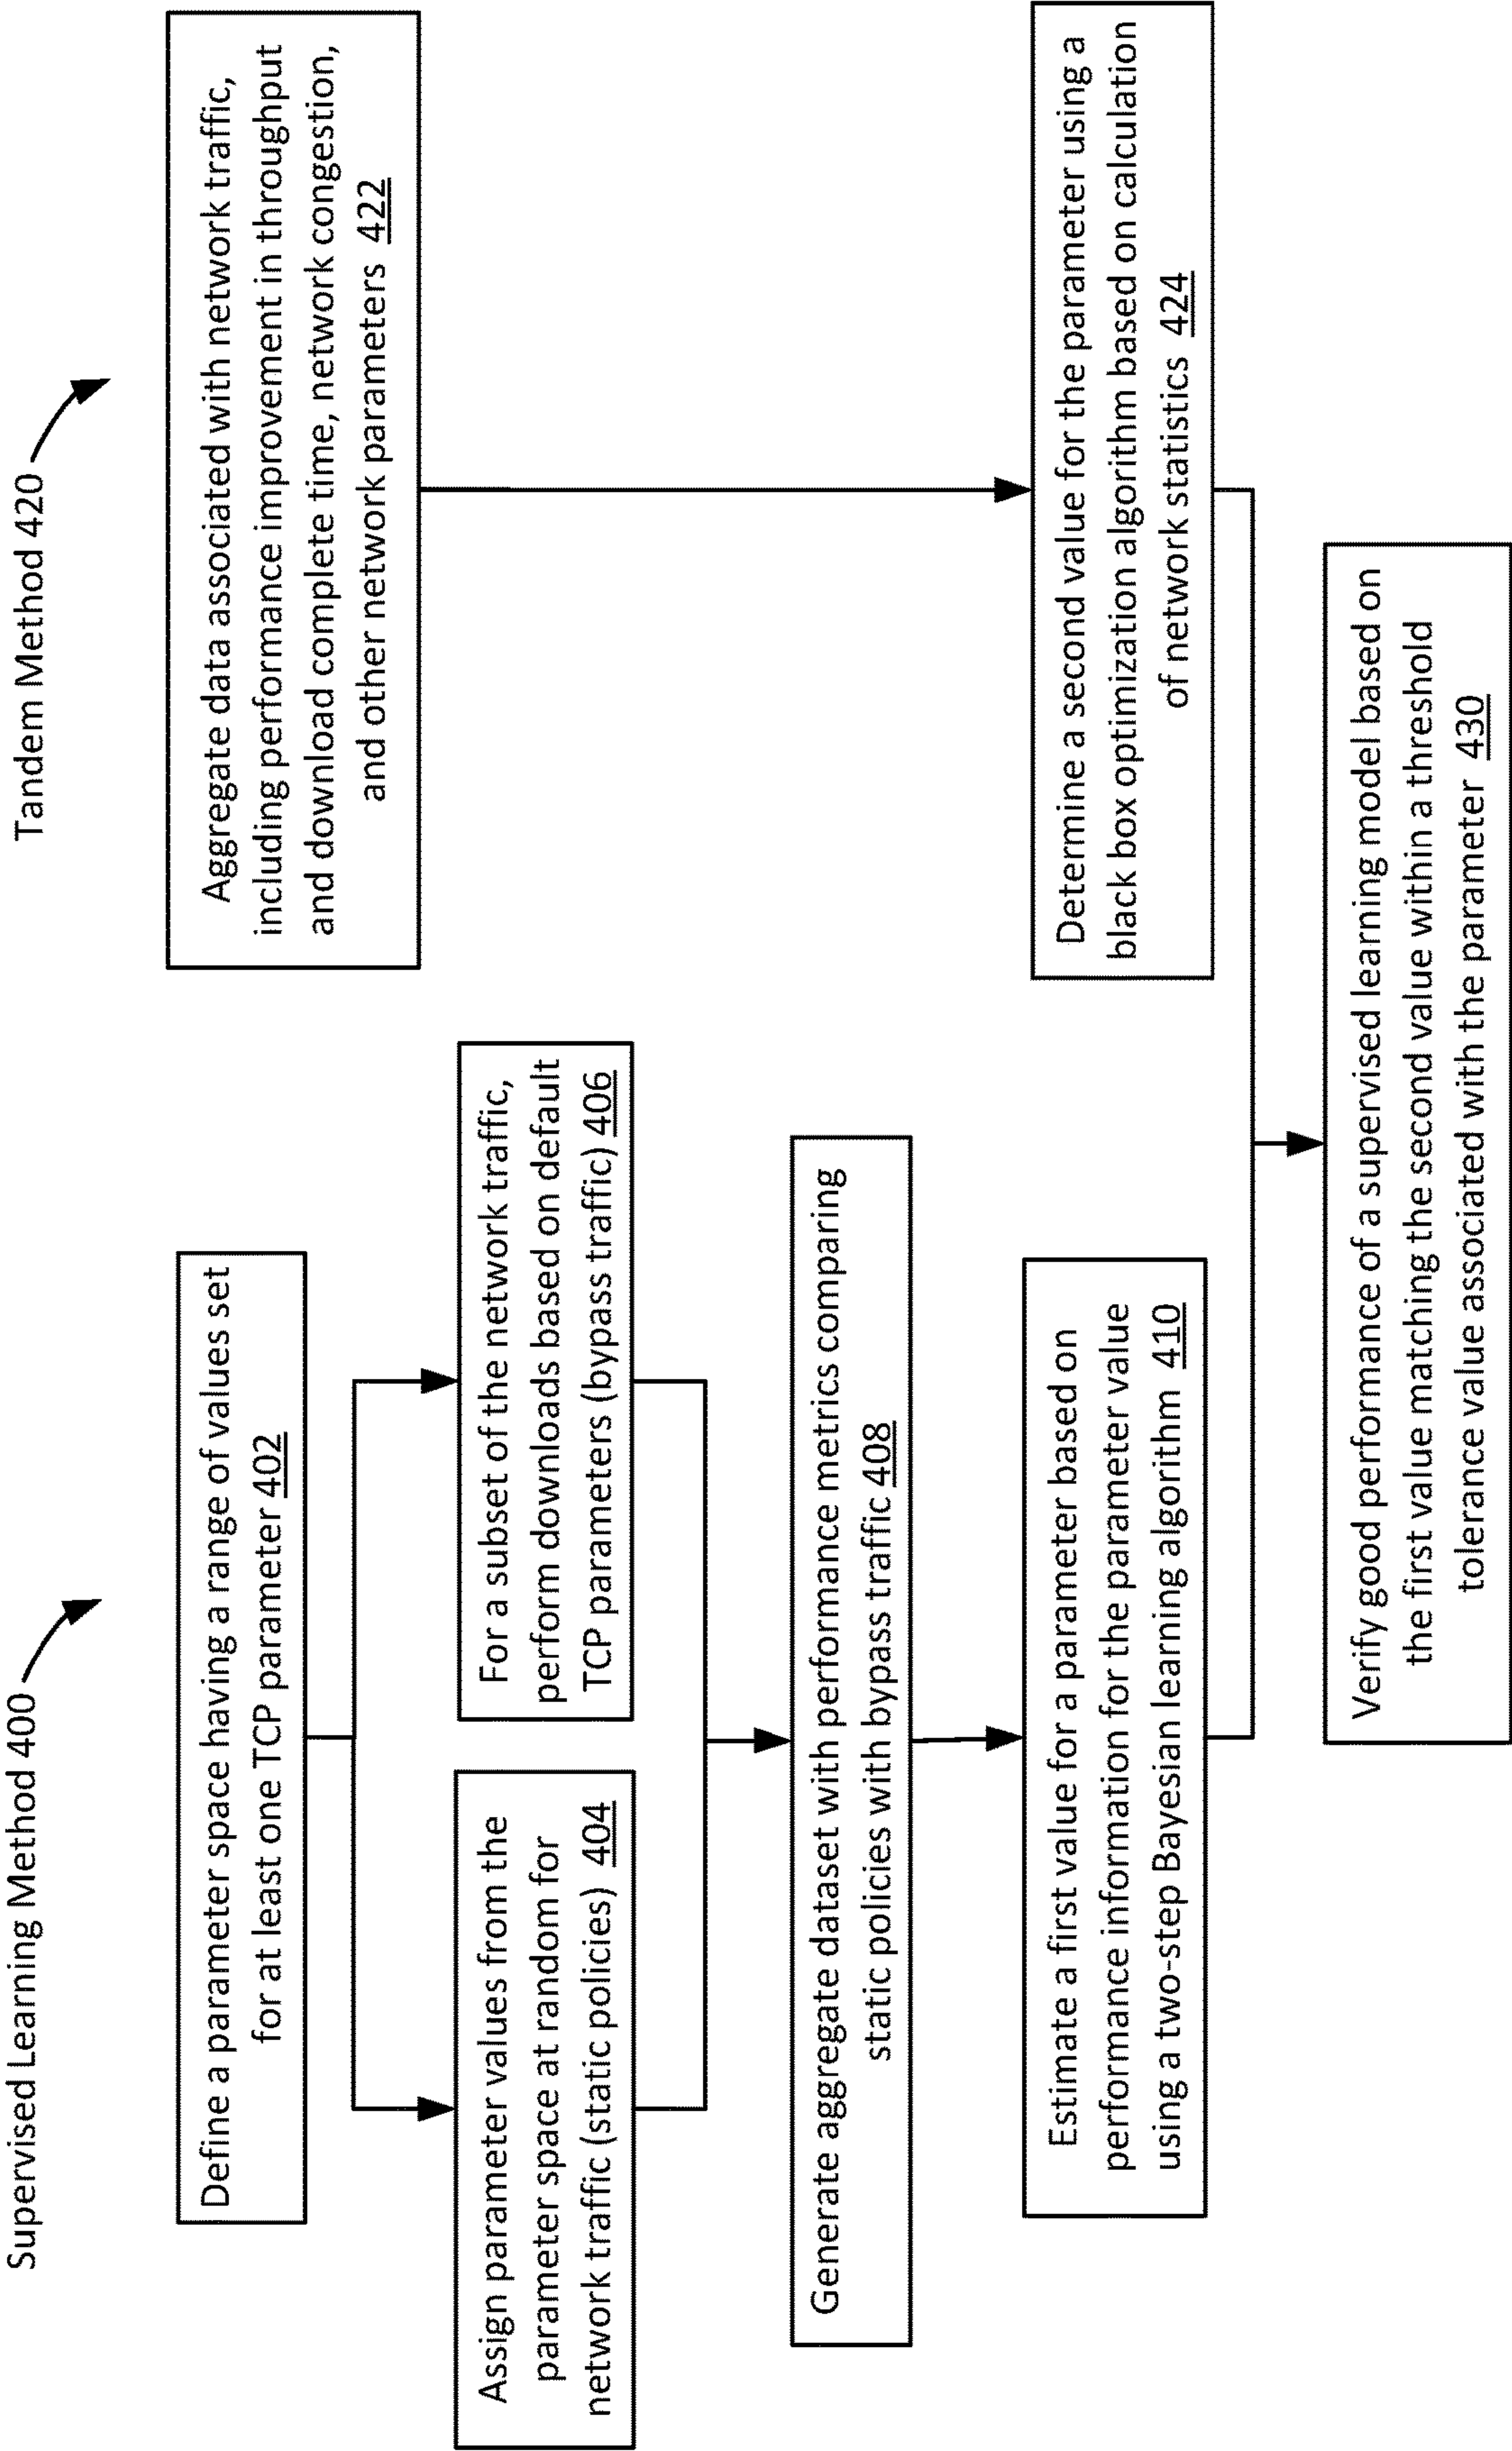 Supervised Learning Method 400
Define a parameter space having a range of values set
for at least one TCP parameter 402
Assign parameter values from the
parameter space at random for
network traffic (static policies) 404
For a subset of the network traffic,
perform downloads based on default
TCP parameters (bypass traffic) 406
Generate aggregate dataset with performance metrics comparing
static policies with bypass traffic 408
Estimate a first value for a parameter based on
performance information for the parameter value
using a two-step Bayesian learning algorithm 410
Tandem Method 420
Aggregate data associated with network traffic,
including performance improvement in throughput
and download complete time, network congestion,
and other network parameters 422
Determine a second value for the parameter using a
black box optimization algorithm based on calculation
of network statistics 424
Verify good performance of a supervised learning model based on
the first value matching the second value within a threshold
tolerance value associated with the parameter 430